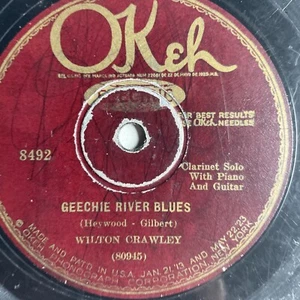 OKeh
RECORDS
FOR BEST RESULTS
USE OKeh NEEDLES
8492
Clarinet Solo
With Piano
And Guitar
GEECHIE RIVER BLUES
(Heywood - Gilbert)
WILTON CRAWLEY
(80945)
MADE AND PATD. IN U.S.A. JAN 21,'13 AND MAY 22,'23
OKEH PHONOGRAPH CORPORATION NEW YORK